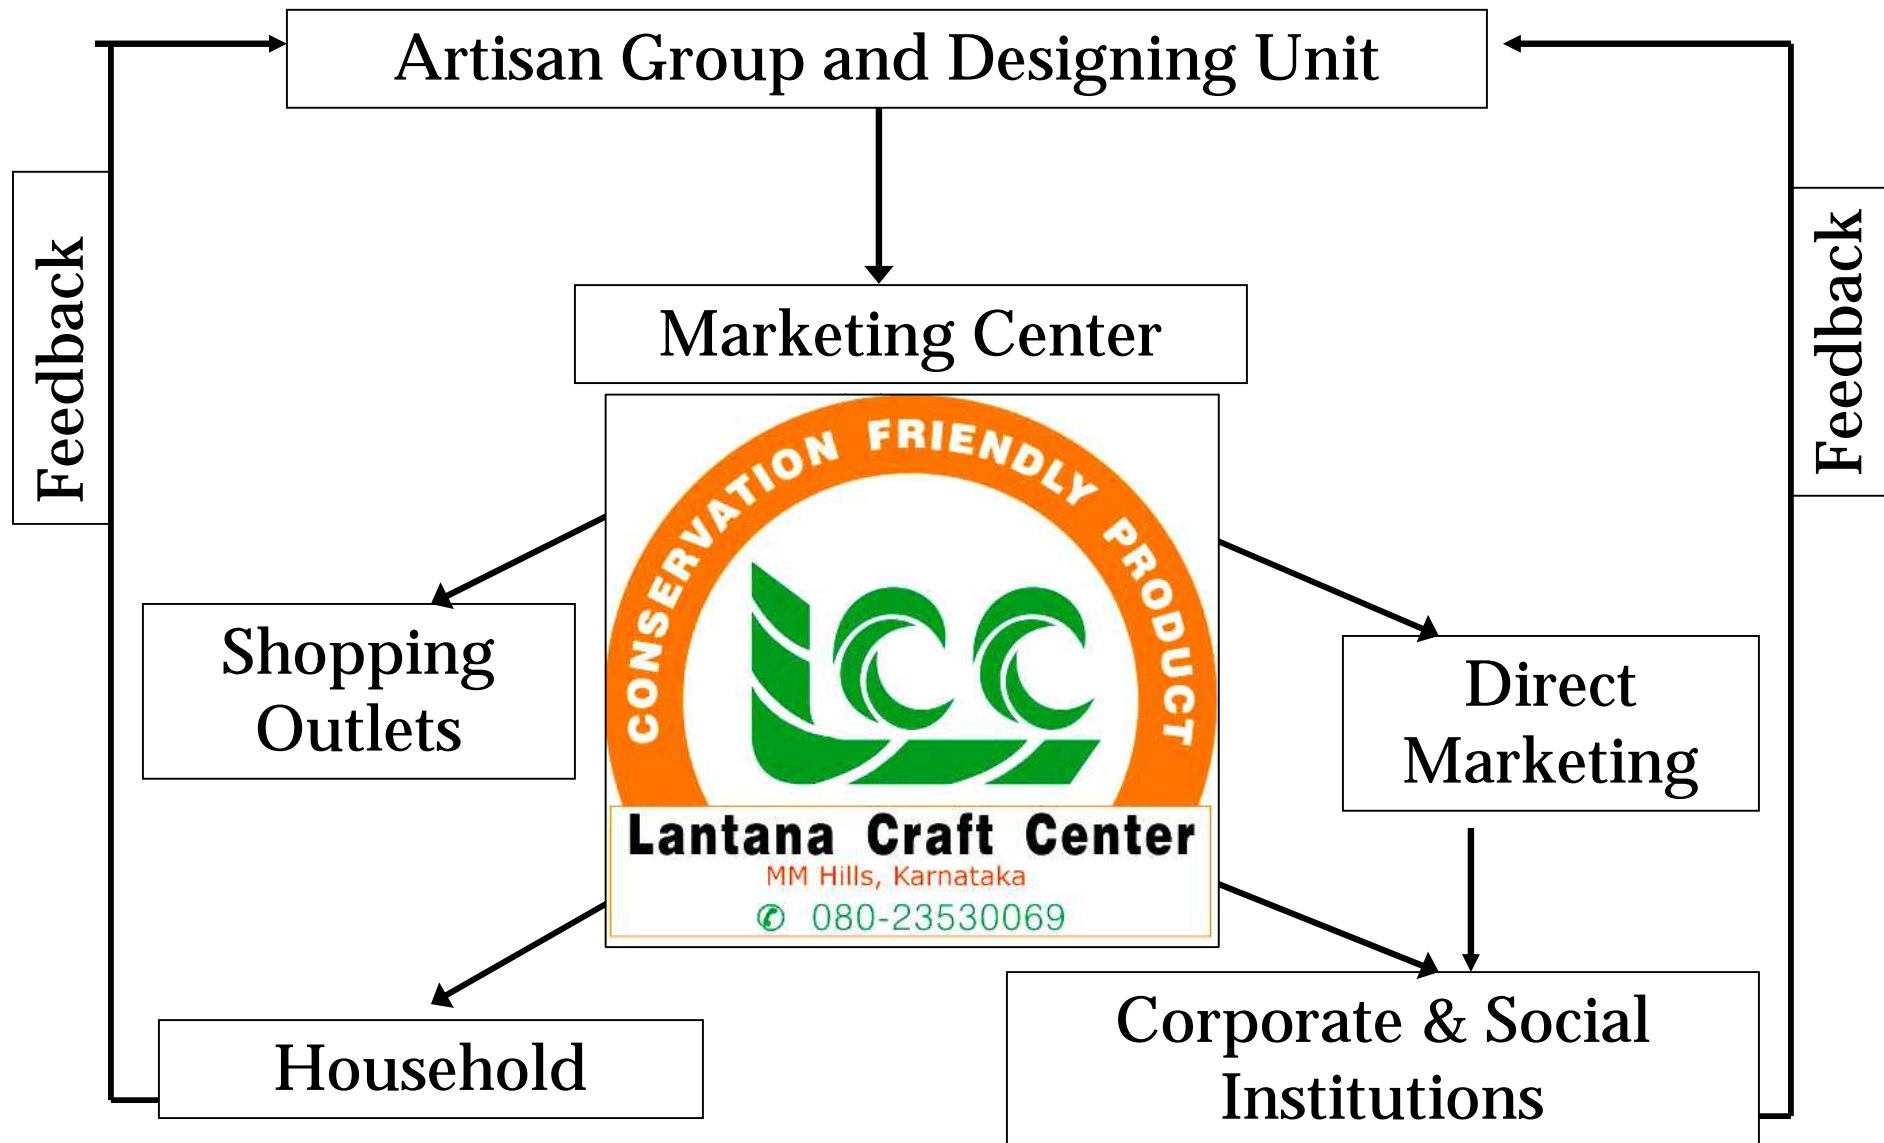 Artisan Group and Designing Unit
Feedback
Feedback
Marketing Center
CONSERVATION FRIENDLY PRODUCT
LCC
Shopping
Outlets
Direct
Marketing
Lantana Craft Center
MM Hills, Karnataka
✆ 080-23530069
Household
Corporate & Social
Institutions